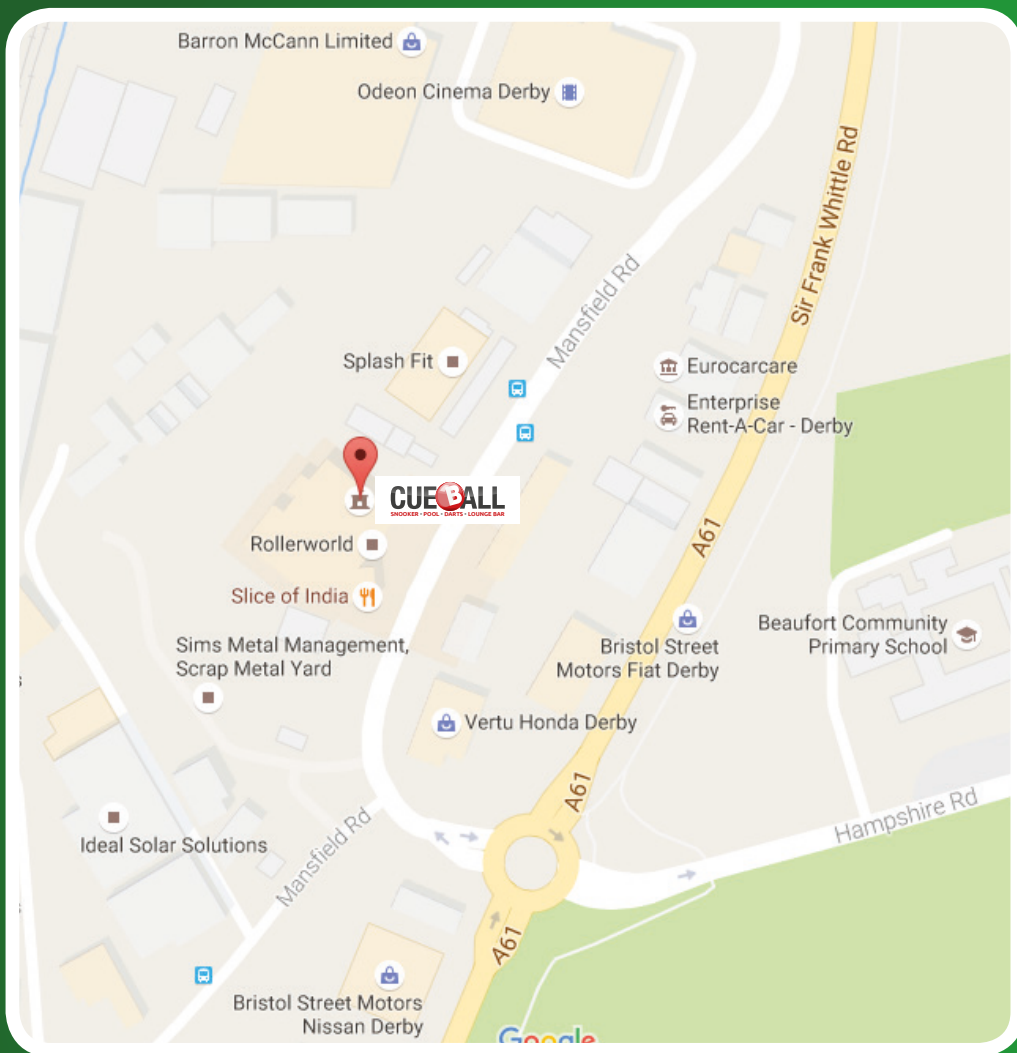 Barron McCann Limited
Odeon Cinema Derby
Sir Frank Whittle Rd
Mansfield Rd
Splash Fit
Eurocarcare
Enterprise
Rent-A-Car - Derby
CUEBALL
SNOOKER • POOL • DARTS • LOUNGE BAR
A61
Rollerworld
Slice of India
Sims Metal Management,
Scrap Metal Yard
Bristol Street
Motors Fiat Derby
Beaufort Community
Primary School
Vertu Honda Derby
A61
Hampshire Rd
Ideal Solar Solutions
Mansfield Rd
A61
Bristol Street Motors
Nissan Derby
Google